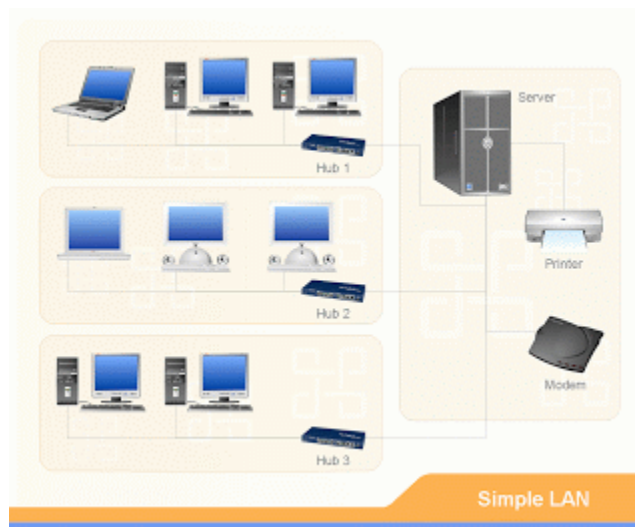 Server
Hub 1
Printer
Hub 2
Modem
Hub 3
Simple LAN